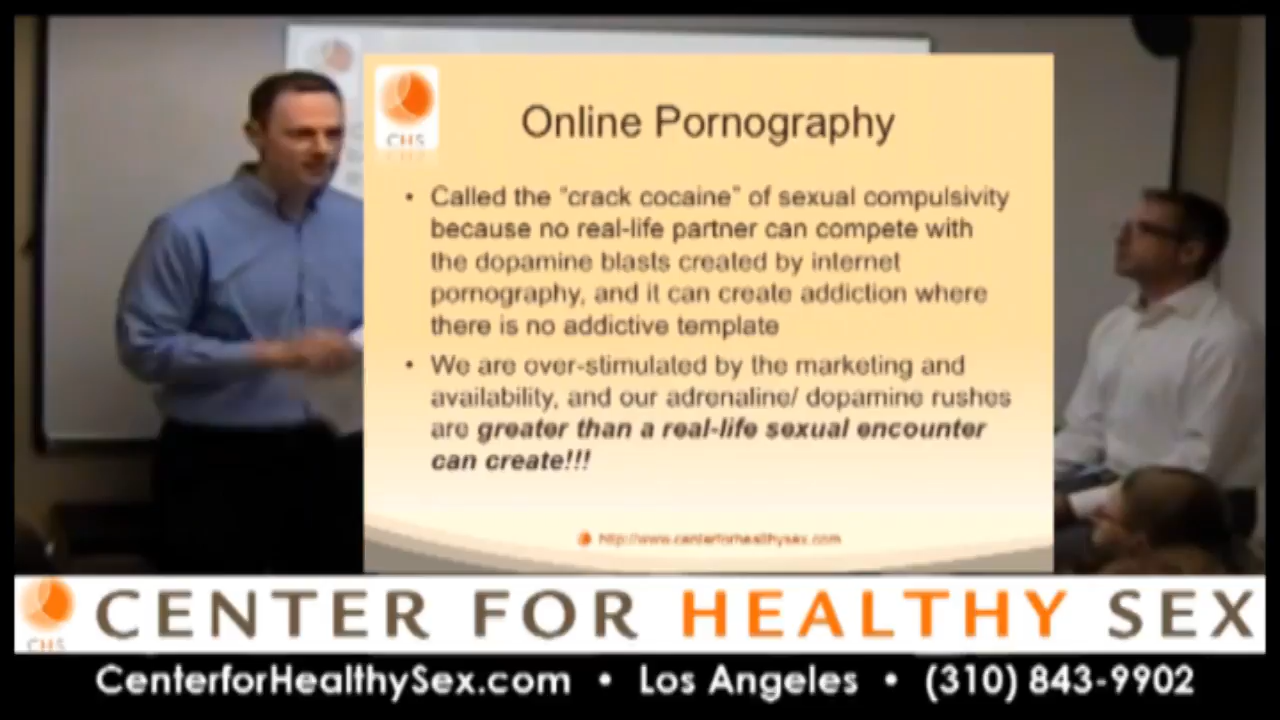 CHS
Online Pornography
• Called the "crack cocaine" of sexual compulsivity
because no real-life partner can compete with
the dopamine blasts created by internet
pornography, and it can create addiction where
there is no addictive template
• We are over-stimulated by the marketing and
availability, and our adrenaline/ dopamine rushes
are greater than a real-life sexual encounter
can create!!!
http://www.centerforhealthysex.com
CHS
CENTER FOR HEALTHY SEX
CenterforHealthySex.com • Los Angeles • (310) 843-9902